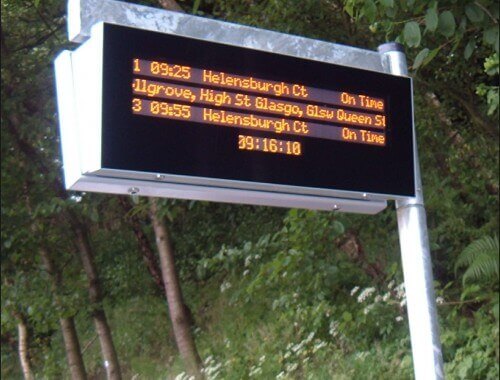 1 09:25 Helensburgh Ct On Time
llgrove, High St Glasgo, Glsw Queen St
3 09:55 Helensburgh Ct On Time
09:16:10